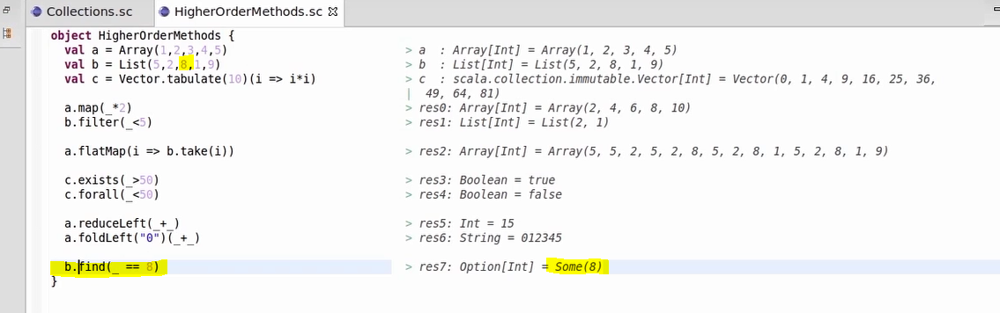 Collections.sc HigherOrderMethods.sc
object HigherOrderMethods {
val a = Array(1,2,3,4,5) > a : Array[Int] = Array(1, 2, 3, 4, 5)
val b = List(5,2,8,1,9) > b : List[Int] = List(5, 2, 8, 1, 9)
val c = Vector.tabulate(10)(i => i*i) > c : scala.collection.immutable.Vector[Int] = Vector(0, 1, 4, 9, 16, 25, 36,
| 49, 64, 81)
a.map(_*2) > res0: Array[Int] = Array(2, 4, 6, 8, 10)
b.filter(_<5) > res1: List[Int] = List(2, 1)
a.flatMap(i => b.take(i)) > res2: Array[Int] = Array(5, 5, 2, 5, 2, 8, 5, 2, 8, 1, 5, 2, 8, 1, 9)
c.exists(_>50) > res3: Boolean = true
c.forall(_<50) > res4: Boolean = false
a.reduceLeft(_+_) > res5: Int = 15
a.foldLeft("0")(_+_) > res6: String = 012345
b.find(_ == 8) > res7: Option[Int] = Some(8)
}